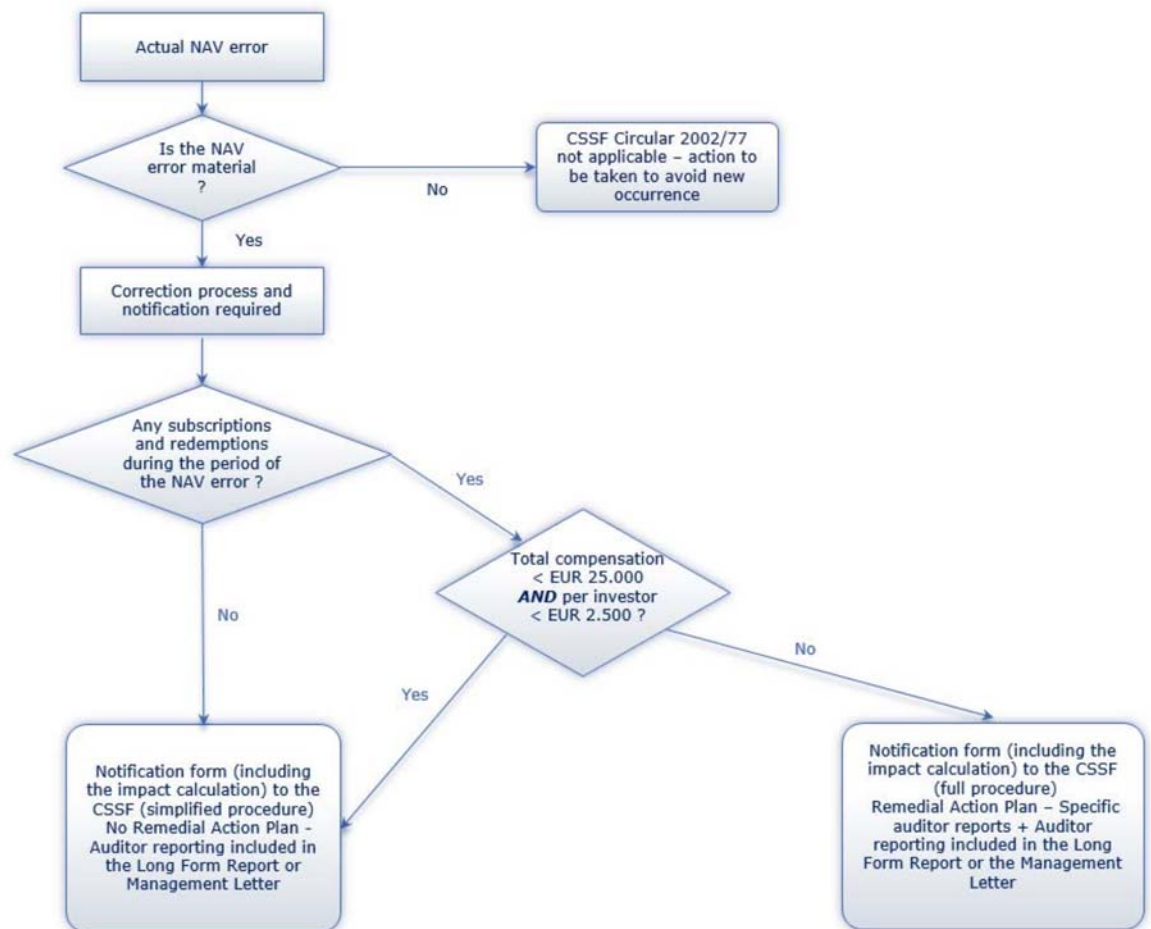 Actual NAV error
Is the NAV
error material
?
No
CSSF Circular 2002/77
not applicable – action to
be taken to avoid new
occurrence
Yes
Correction process and
notification required
Any subscriptions
and redemptions
during the period of
the NAV error ?
Yes
Total compensation
< EUR 25.000
AND per investor
< EUR 2.500 ?
No
No
Yes
Notification form (including
the impact calculation) to the
CSSF (simplified procedure)
No Remedial Action Plan -
Auditor reporting included in
the Long Form Report or
Management Letter
Notification form (including the
impact calculation) to the CSSF
(full procedure)
Remedial Action Plan – Specific
auditor reports + Auditor
reporting included in the Long
Form Report or the Management
Letter